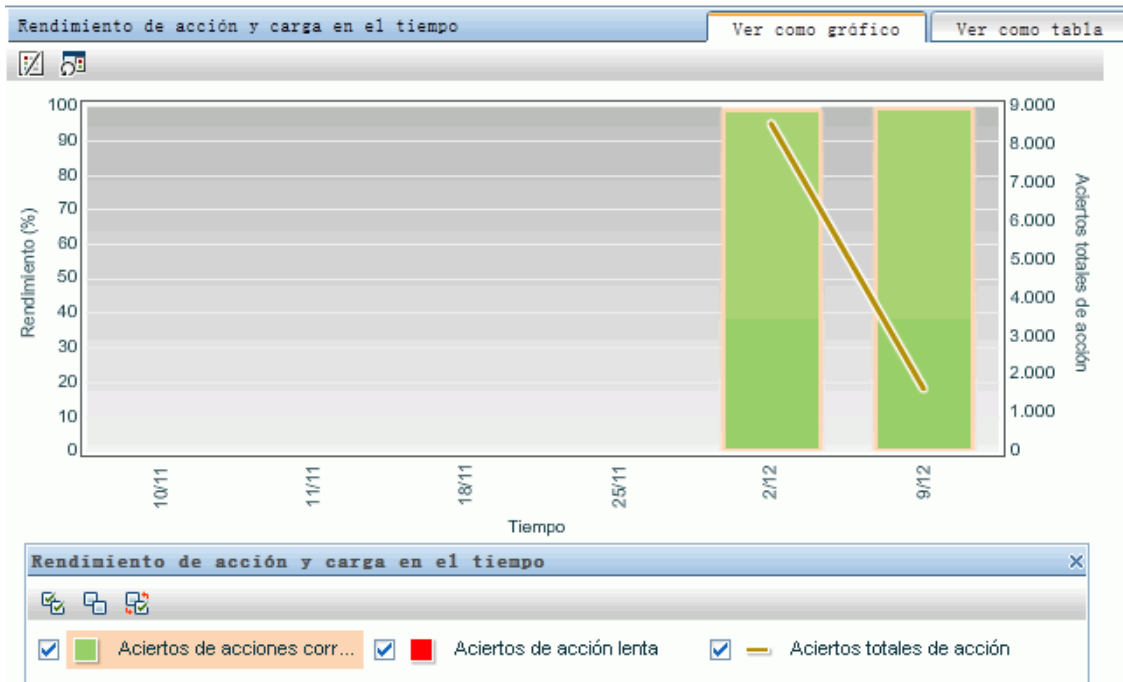 Rendimiento de acción y carga en el tiempo
Ver como gráfico
Ver como tabla
100
90
80
70
60
50
40
30
20
10
0
Rendimiento (%)
9.000
8.000
7.000
6.000
5.000
4.000
3.000
2.000
1.000
0
Aciertos totales de acción
10/11
11/11
18/11
25/11
2/12
9/12
Tiempo
Rendimiento de acción y carga en el tiempo
Aciertos de acciones corr...
Aciertos de acción lenta
Aciertos totales de acción